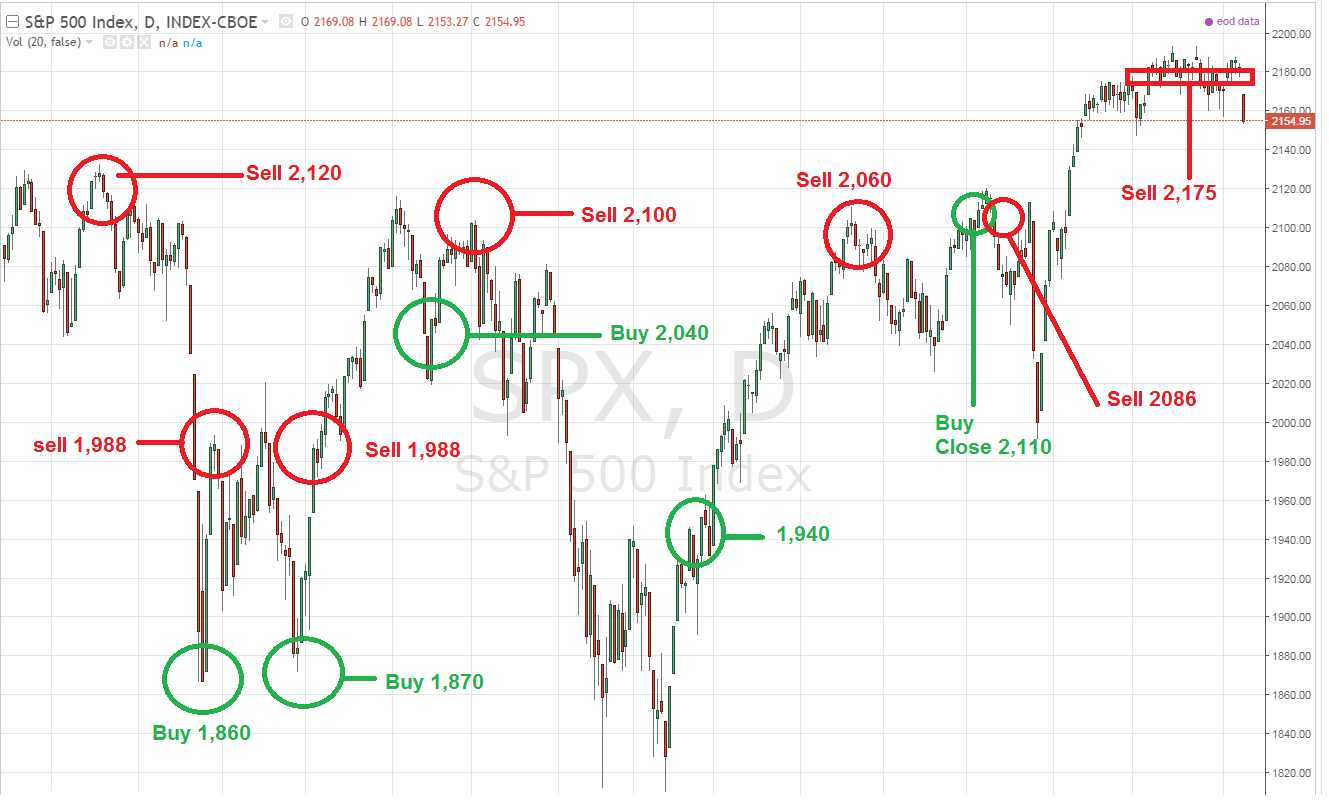 S&P 500 Index, D, INDEX-CBOE O 2169.08 H 2169.08 L 2153.27 C 2154.95
eod data
Vol (20, false) n/a n/a
2200.00
2180.00
2160.00
2154.95
2140.00
2120.00
2100.00
2080.00
2060.00
2040.00
2020.00
2000.00
1980.00
1960.00
1940.00
1920.00
1900.00
1880.00
1860.00
1840.00
1820.00
Sell 2,120
Sell 2,100
Sell 2,060
Sell 2,175
Buy 2,040
SPX, D
S&P 500 Index
Sell 2086
Buy
Close 2,110
sell 1,988
Sell 1,988
1,940
Buy 1,870
Buy 1,860